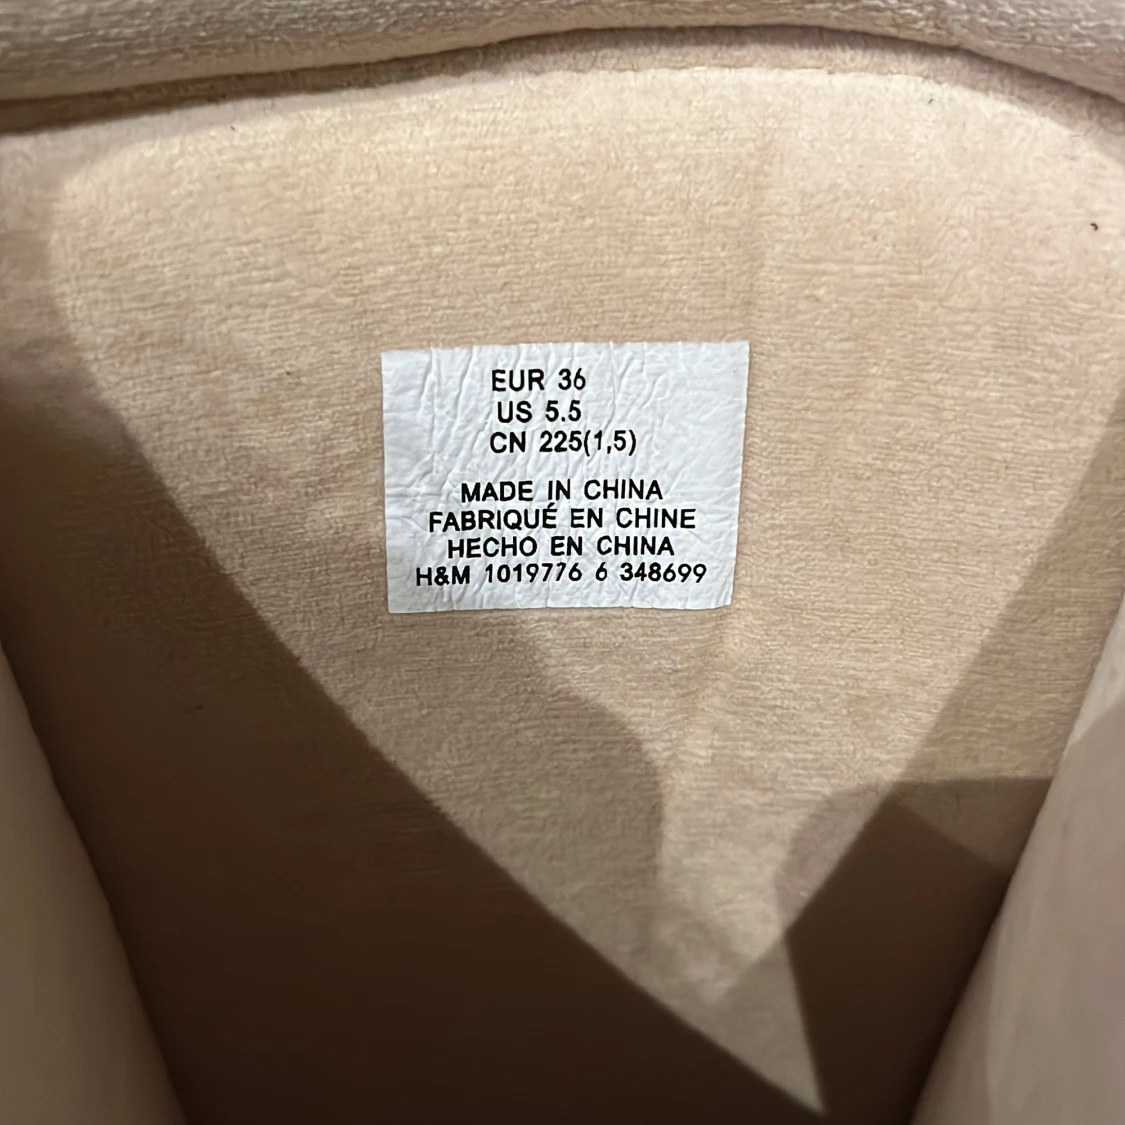 EUR 36
US 5.5
CN 225(1,5)
MADE IN CHINA
FABRIQUÉ EN CHINE
HECHO EN CHINA
H&M 1019776 6 348699